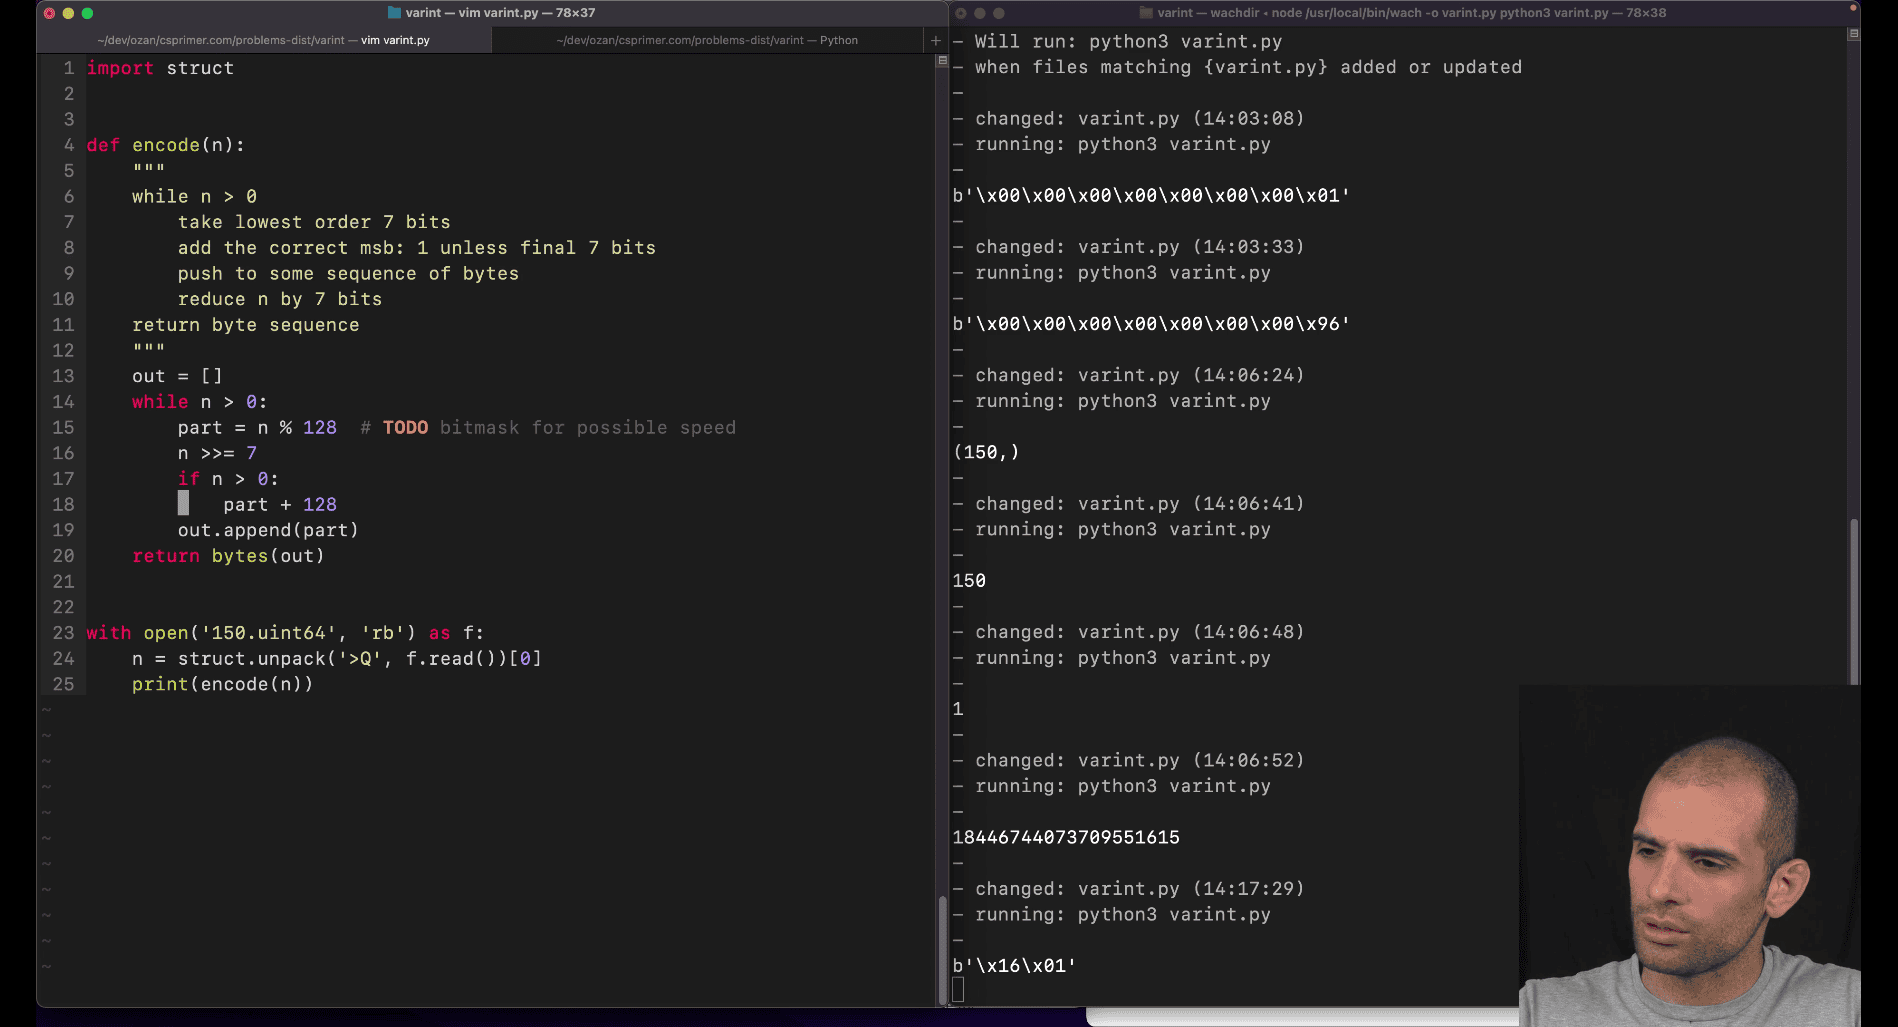 varint — vim varint.py — 78×37
~/dev/ozan/csprimer.com/problems-dist/varint — vim varint.py
~/dev/ozan/csprimer.com/problems-dist/varint — Python
+
1 import struct
2
3
4 def encode(n):
5     """
6     while n > 0
7         take lowest order 7 bits
8         add the correct msb: 1 unless final 7 bits
9         push to some sequence of bytes
10         reduce n by 7 bits
11     return byte sequence
12     """
13     out = []
14     while n > 0:
15         part = n % 128  # TODO bitmask for possible speed
16         n >>= 7
17         if n > 0:
18             part + 128
19         out.append(part)
20     return bytes(out)
21
22
23 with open('150.uint64', 'rb') as f:
24     n = struct.unpack('>Q', f.read())[0]
25     print(encode(n))
~
~
~
~
~
~
~
~
~
~
~
varint — wachdir • node /usr/local/bin/wach -o varint.py python3 varint.py — 78×38
– Will run: python3 varint.py
– when files matching {varint.py} added or updated
–
– changed: varint.py (14:03:08)
– running: python3 varint.py
–
b'\x00\x00\x00\x00\x00\x00\x00\x01'
–
– changed: varint.py (14:03:33)
– running: python3 varint.py
–
b'\x00\x00\x00\x00\x00\x00\x00\x96'
–
– changed: varint.py (14:06:24)
– running: python3 varint.py
–
(150,)
–
– changed: varint.py (14:06:41)
– running: python3 varint.py
–
150
–
– changed: varint.py (14:06:48)
– running: python3 varint.py
–
1
–
– changed: varint.py (14:06:52)
– running: python3 varint.py
–
18446744073709551615
–
– changed: varint.py (14:17:29)
– running: python3 varint.py
–
b'\x16\x01'